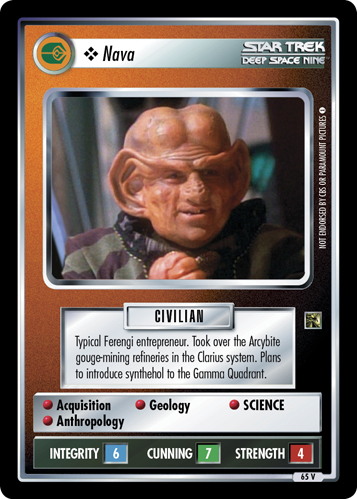 ❖ Nava
STAR TREK
DEEP SPACE NINE
NOT ENDORSED BY CBS OR PARAMOUNT PICTURES
CIVILIAN
Typical Ferengi entrepreneur. Took over the Arcybite
gouge-mining refineries in the Clarius system. Plans
to introduce synthehol to the Gamma Quadrant.
Acquisition Geology SCIENCE
Anthropology
INTEGRITY 6 CUNNING 7 STRENGTH 4
65 V